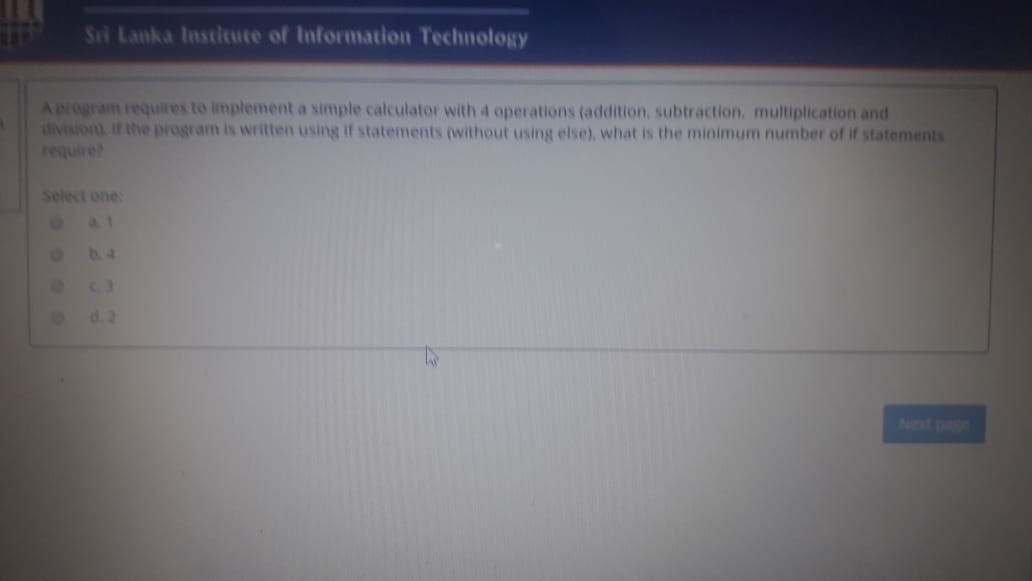 Sri Lanka Institute of Information Technology
A program requires to implement a simple calculator with 4 operations (addition, subtraction, multiplication and
division). If the program is written using if statements (without using else), what is the minimum number of if statements
require?
Select one:
a. 1
b. 4
c. 3
d. 2
Next page